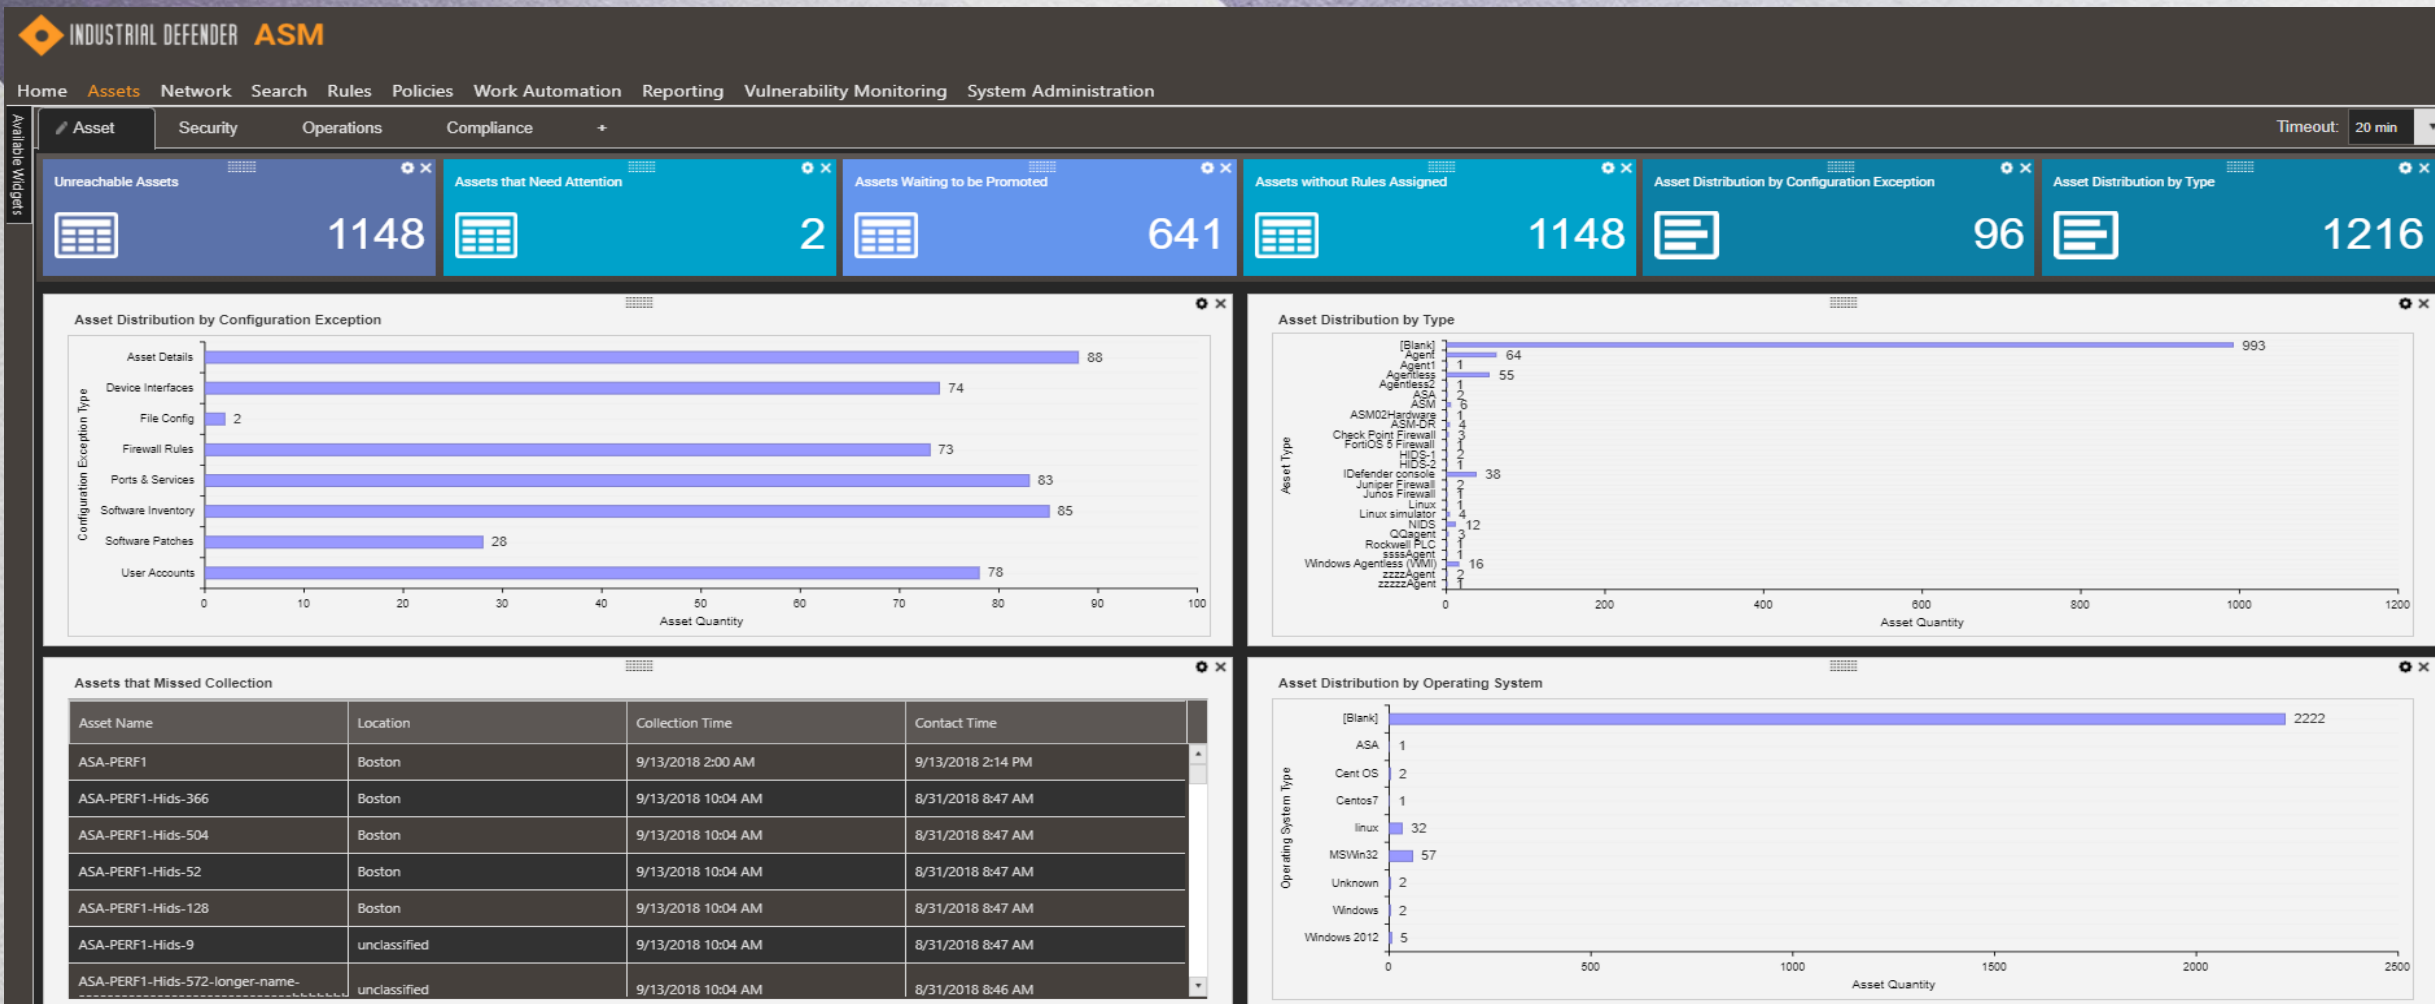 INDUSTRIAL DEFENDER ASM
Home Assets Network Search Rules Policies Work Automation Reporting Vulnerability Monitoring System Administration
Available Widgets
Asset Security Operations Compliance +
Timeout: 20 min
Unreachable Assets
1148
Assets that Need Attention
2
Assets Waiting to be Promoted
641
Assets without Rules Assigned
1148
Asset Distribution by Configuration Exception
96
Asset Distribution by Type
1216
Asset Distribution by Configuration Exception
Configuration Exception Type
Asset Details 88
Device Interfaces 74
File Config 2
Firewall Rules 73
Ports & Services 83
Software Inventory 85
Software Patches 28
User Accounts 78
0 10 20 30 40 50 60 70 80 90 100
Asset Quantity
Asset Distribution by Type
Asset Type
[Blank] 993
Agent 64
Agent1 1
Agentless 55
Agentless2 1
ASA 2
ASM 6
ASM02Hardware 1
ASM-DR 4
Check Point Firewall 3
FortiOS 5 Firewall 1
HIDS-1 2
HIDS-2 1
IDefender console 38
Juniper Firewall 2
Junos Firewall 1
Linux 1
Linux simulator 4
NIDS 12
QQagent 3
Rockwell PLC 1
ssssAgent 1
Windows Agentless (WMI) 16
zzzzAgent 2
zzzzzAgent 1
0 200 400 600 800 1000 1200
Asset Quantity
Assets that Missed Collection
Asset Name Location Collection Time Contact Time
ASA-PERF1 Boston 9/13/2018 2:00 AM 9/13/2018 2:14 PM
ASA-PERF1-Hids-366 Boston 9/13/2018 10:04 AM 8/31/2018 8:47 AM
ASA-PERF1-Hids-504 Boston 9/13/2018 10:04 AM 8/31/2018 8:47 AM
ASA-PERF1-Hids-52 Boston 9/13/2018 10:04 AM 8/31/2018 8:47 AM
ASA-PERF1-Hids-128 Boston 9/13/2018 10:04 AM 8/31/2018 8:47 AM
ASA-PERF1-Hids-9 unclassified 9/13/2018 10:04 AM 8/31/2018 8:47 AM
ASA-PERF1-Hids-572-longer-name- unclassified 9/13/2018 10:04 AM 8/31/2018 8:46 AM
Asset Distribution by Operating System
Operating System Type
[Blank] 2222
ASA 1
Cent OS 2
Centos7 1
linux 32
MSWin32 57
Unknown 2
Windows 2
Windows 2012 5
0 500 1000 1500 2000 2500
Asset Quantity